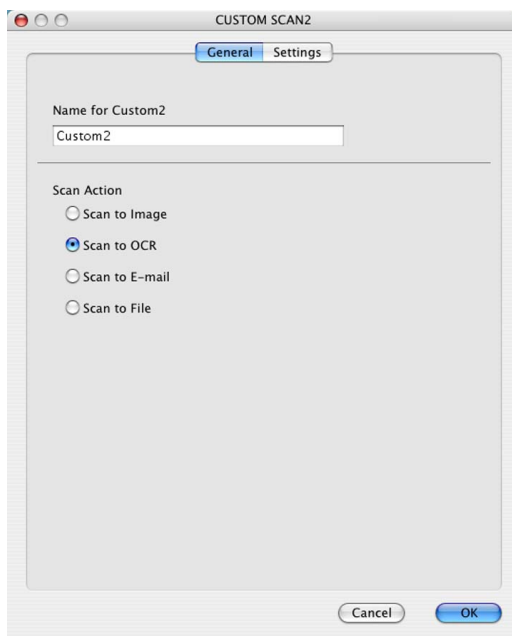 CUSTOM SCAN2
General Settings
Name for Custom2
Custom2
Scan Action
Scan to Image
Scan to OCR
Scan to E-mail
Scan to File
Cancel OK